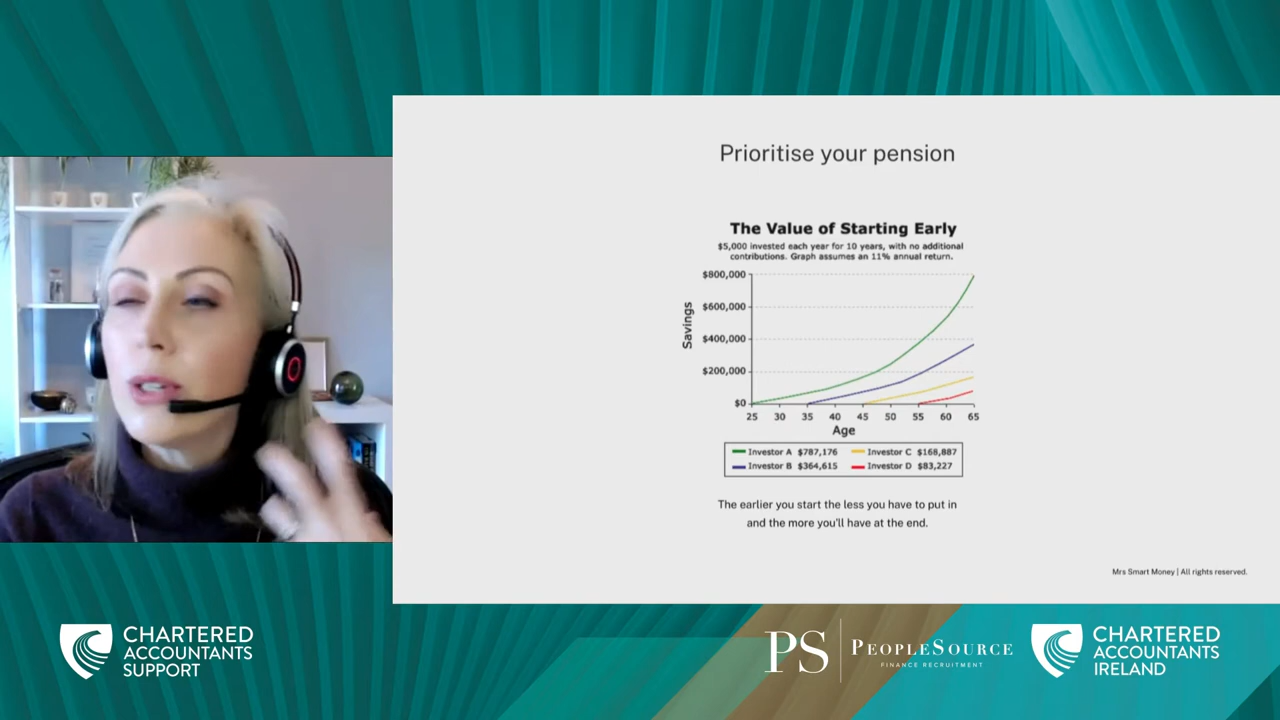 Prioritise your pension
The Value of Starting Early
$5,000 invested each year for 10 years, with no additional
contributions. Graph assumes an 11% annual return.
$800,000
$600,000
$400,000
$200,000
$0
Savings
25 30 35 40 45 50 55 60 65
Age
Investor A $787,176 Investor C $168,887
Investor B $364,615 Investor D $83,227
The earlier you start the less you have to put in
and the more you'll have at the end.
Mrs Smart Money | All rights reserved.
CHARTERED
ACCOUNTANTS
SUPPORT
PS
PEOPLESOURCE
FINANCE RECRUITMENT
CHARTERED
ACCOUNTANTS
IRELAND